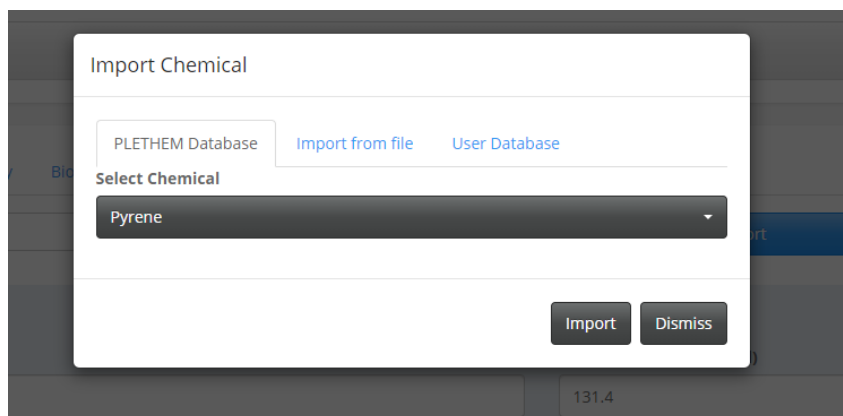 Import Chemical
PLETHEM Database Import from file User Database
Select Chemical
Pyrene
Import Dismiss
131.4